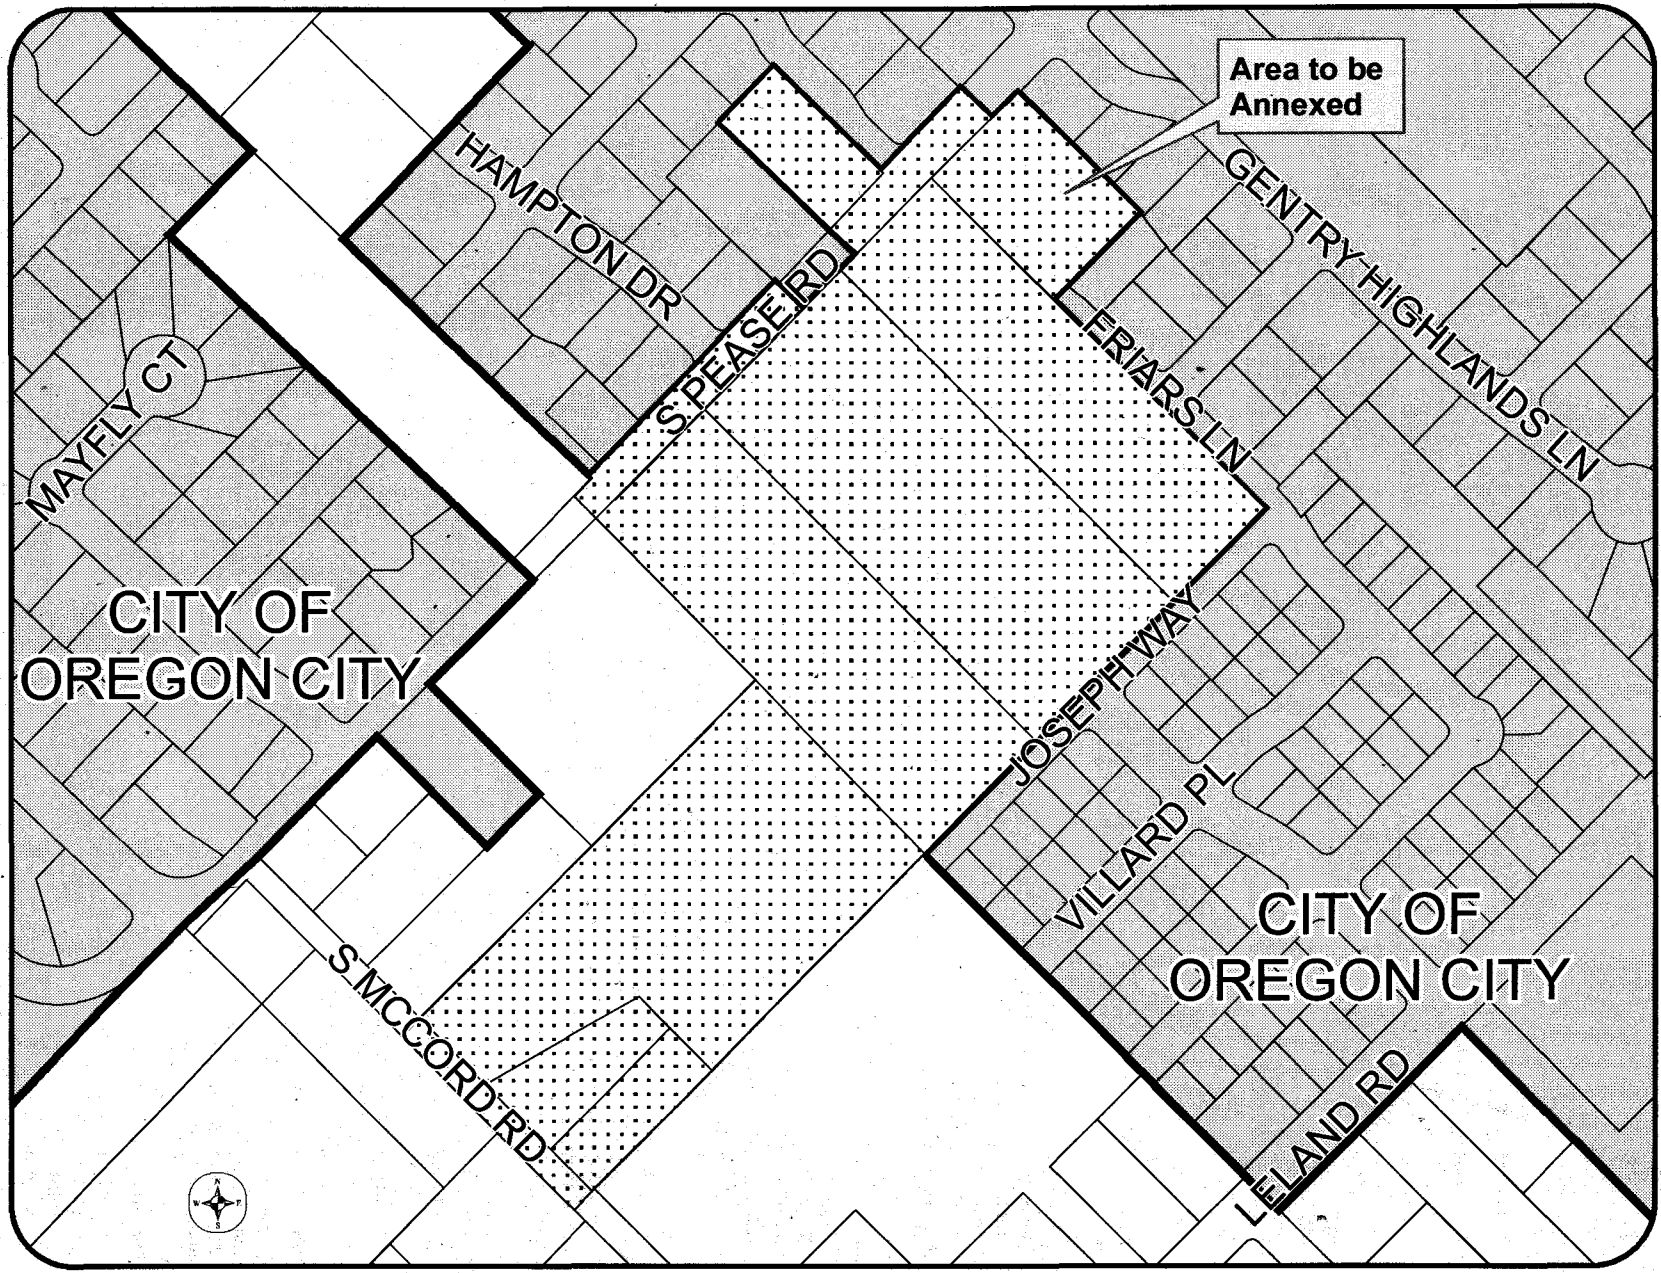 Area to be
Annexed
HAMPTON DR
GENTRY HIGHLANDS LN
S PEASE RD
FRIARS LN
MAYFLY CT
CITY OF
OREGON CITY
JOSEPH WAY
VILLARD PL
CITY OF
OREGON CITY
S MCCORD RD
LELAND RD
N
W E
S